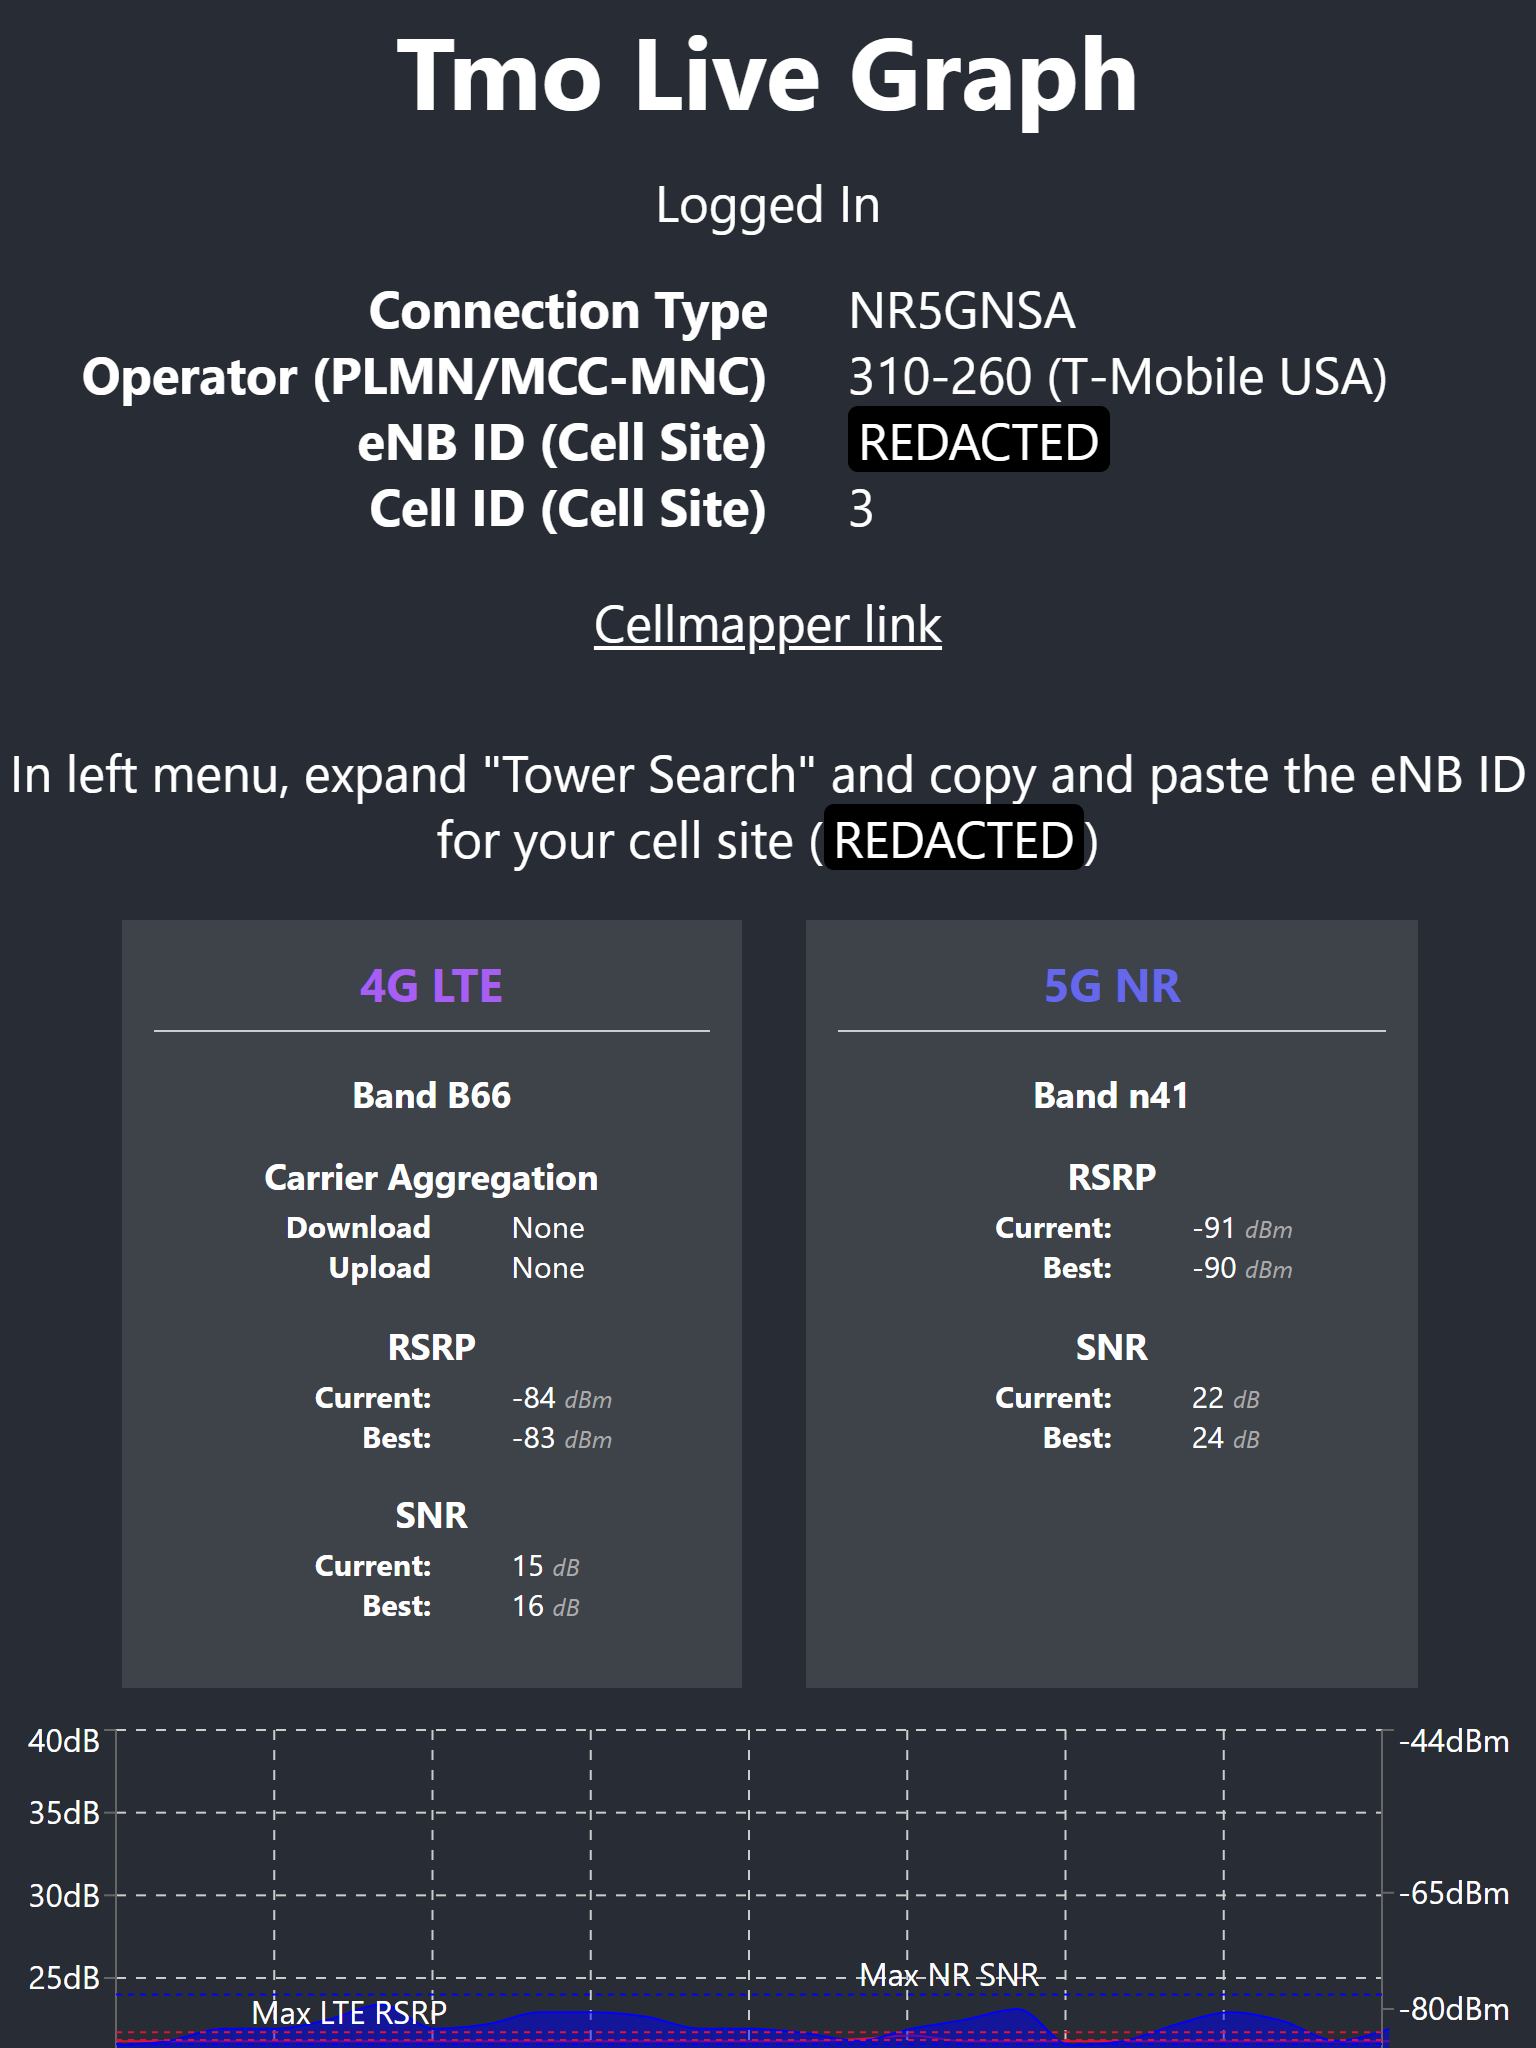 Tmo Live Graph
Logged In
Connection Type NR5GNSA
Operator (PLMN/MCC-MNC) 310-260 (T-Mobile USA)
eNB ID (Cell Site) REDACTED
Cell ID (Cell Site) 3
Cellmapper link
In left menu, expand "Tower Search" and copy and paste the eNB ID
for your cell site (REDACTED)
4G LTE
Band B66
Carrier Aggregation
Download None
Upload None
RSRP
Current: -84 dBm
Best: -83 dBm
SNR
Current: 15 dB
Best: 16 dB
5G NR
Band n41
RSRP
Current: -91 dBm
Best: -90 dBm
SNR
Current: 22 dB
Best: 24 dB
40dB
35dB
30dB
25dB
Max NR SNR
Max LTE RSRP
-44dBm
-65dBm
-80dBm